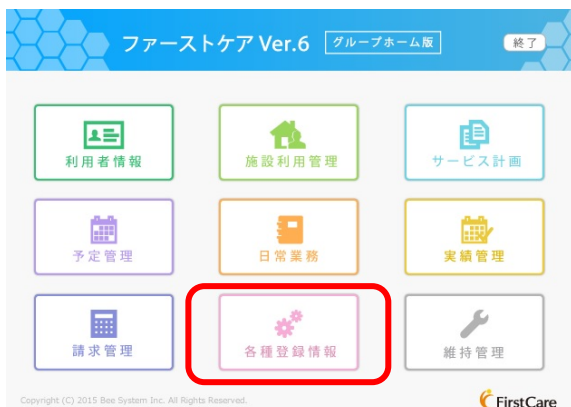 ファーストケア Ver.6 グループホーム版 終了
利用者情報 施設利用管理 サービス計画
予定管理 日常業務 実績管理
請求管理 各種登録情報 維持管理
Copyright (C) 2015 Bee System Inc. All Rights Reserved. FirstCare